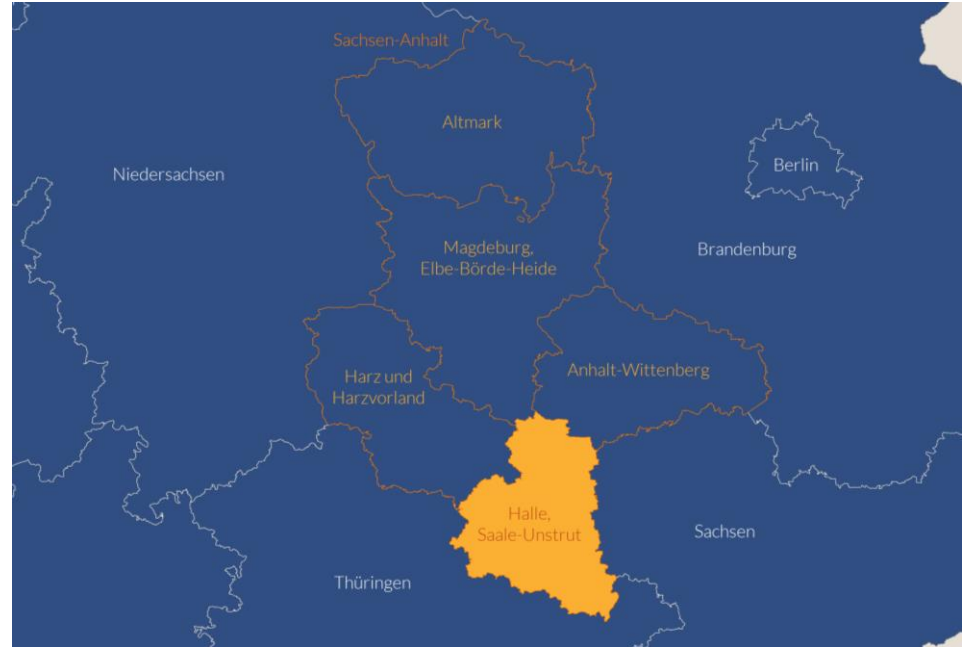 Sachsen-Anhalt
Altmark
Berlin
Niedersachsen
Magdeburg,
Elbe-Börde-Heide
Brandenburg
Anhalt-Wittenberg
Harz und
Harzvorland
Halle,
Saale-Unstrut
Sachsen
Thüringen